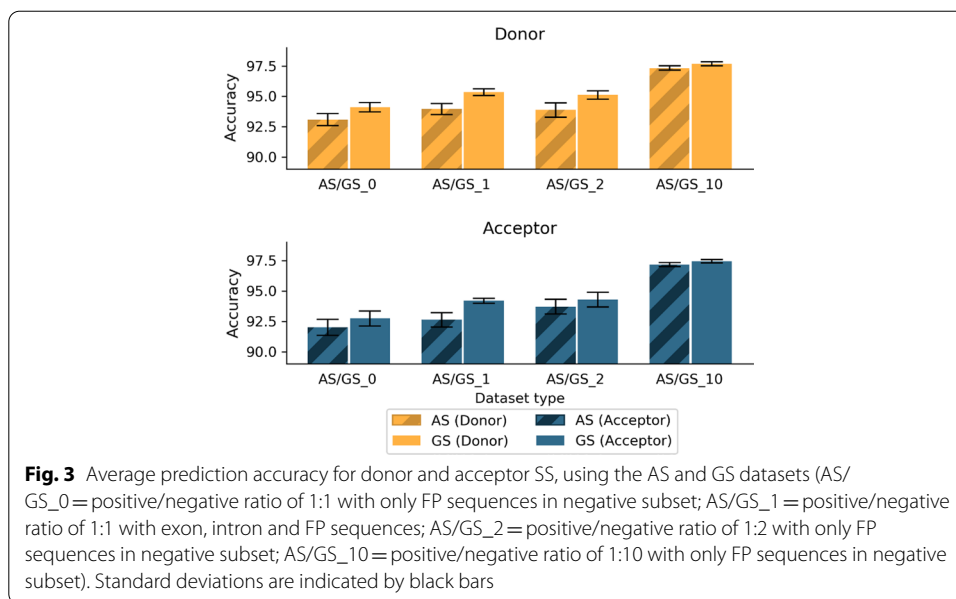 Donor
Accuracy
97.5
95.0
92.5
90.0
AS/GS_0 AS/GS_1 AS/GS_2 AS/GS_10
Acceptor
Accuracy
97.5
95.0
92.5
90.0
AS/GS_0 AS/GS_1 AS/GS_2 AS/GS_10
Dataset type
AS (Donor) AS (Acceptor)
GS (Donor) GS (Acceptor)
Fig. 3 Average prediction accuracy for donor and acceptor SS, using the AS and GS datasets (AS/
GS_0 = positive/negative ratio of 1:1 with only FP sequences in negative subset; AS/GS_1 = positive/negative
ratio of 1:1 with exon, intron and FP sequences; AS/GS_2 = positive/negative ratio of 1:2 with only FP
sequences in negative subset; AS/GS_10 = positive/negative ratio of 1:10 with only FP sequences in negative
subset). Standard deviations are indicated by black bars